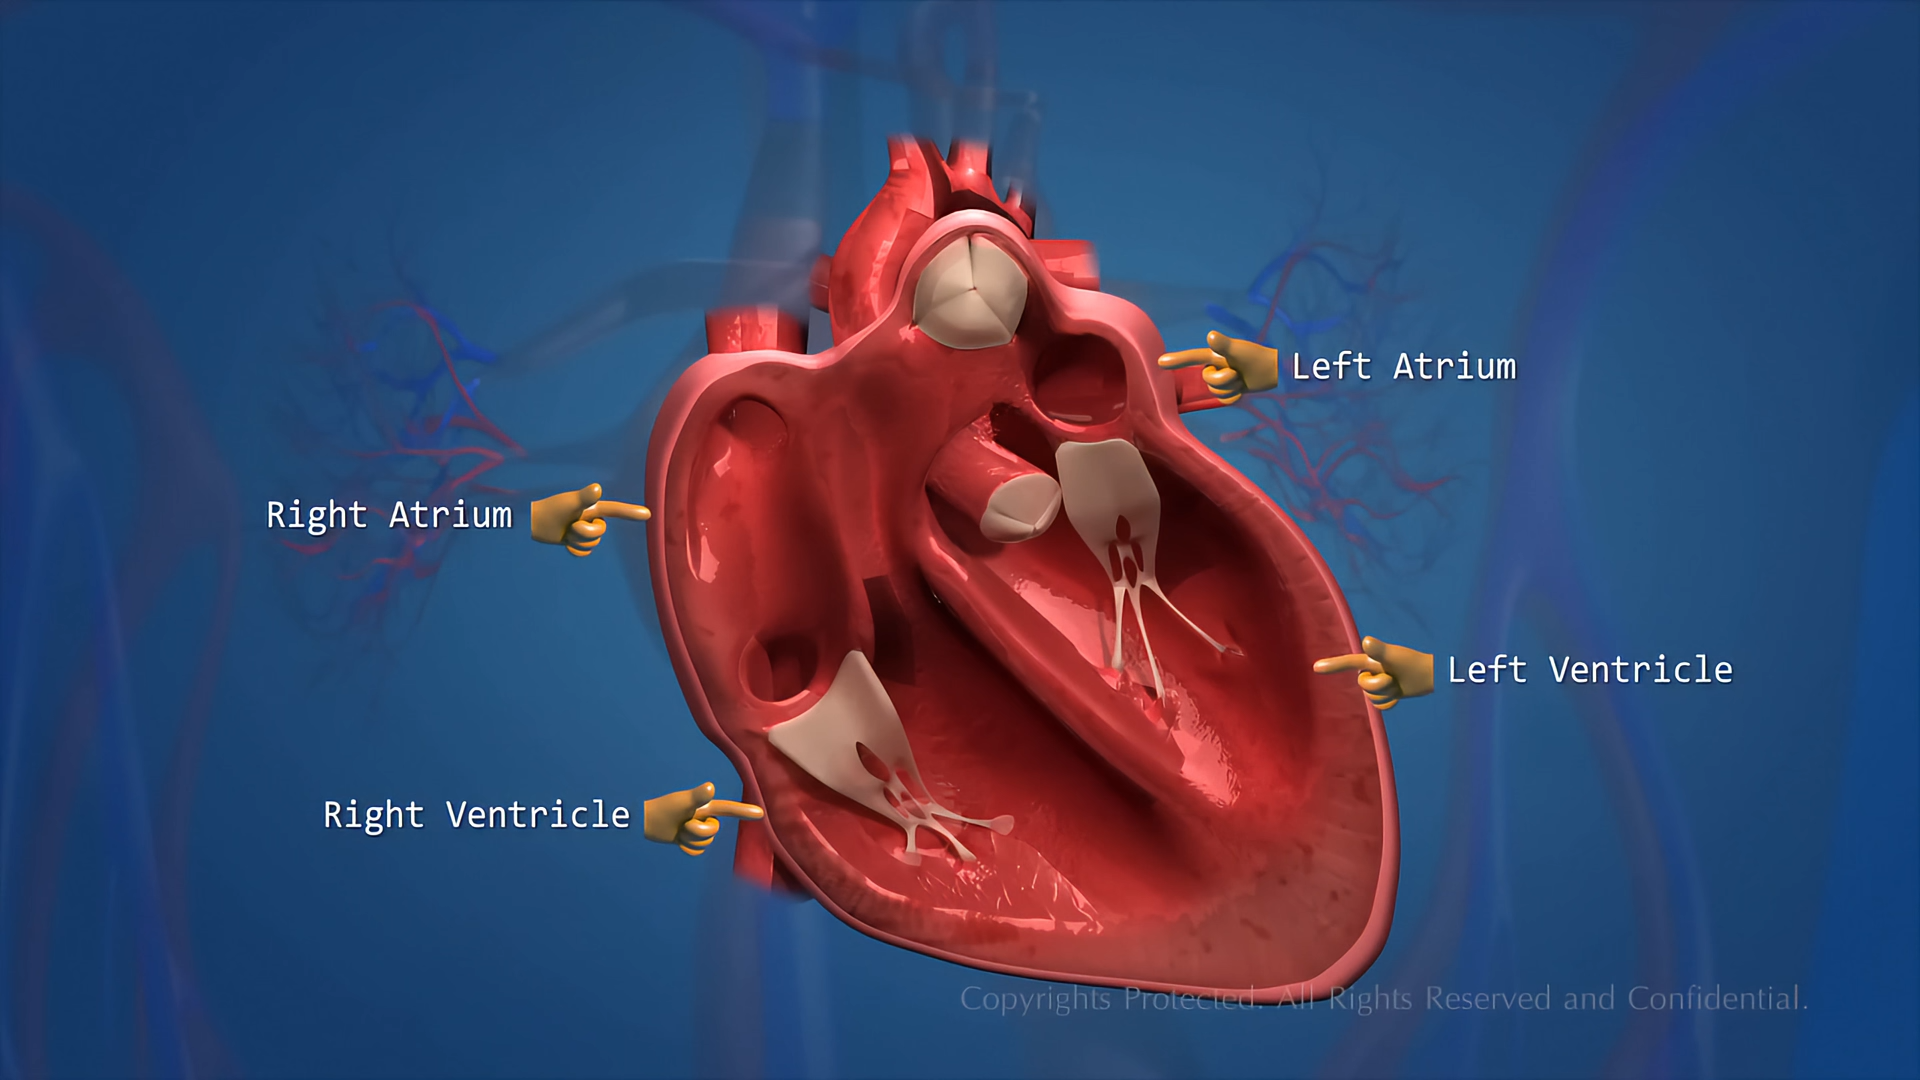 Left Atrium
Right Atrium
Left Ventricle
Right Ventricle
Copyrights Protected. All Rights Reserved and Confidential.